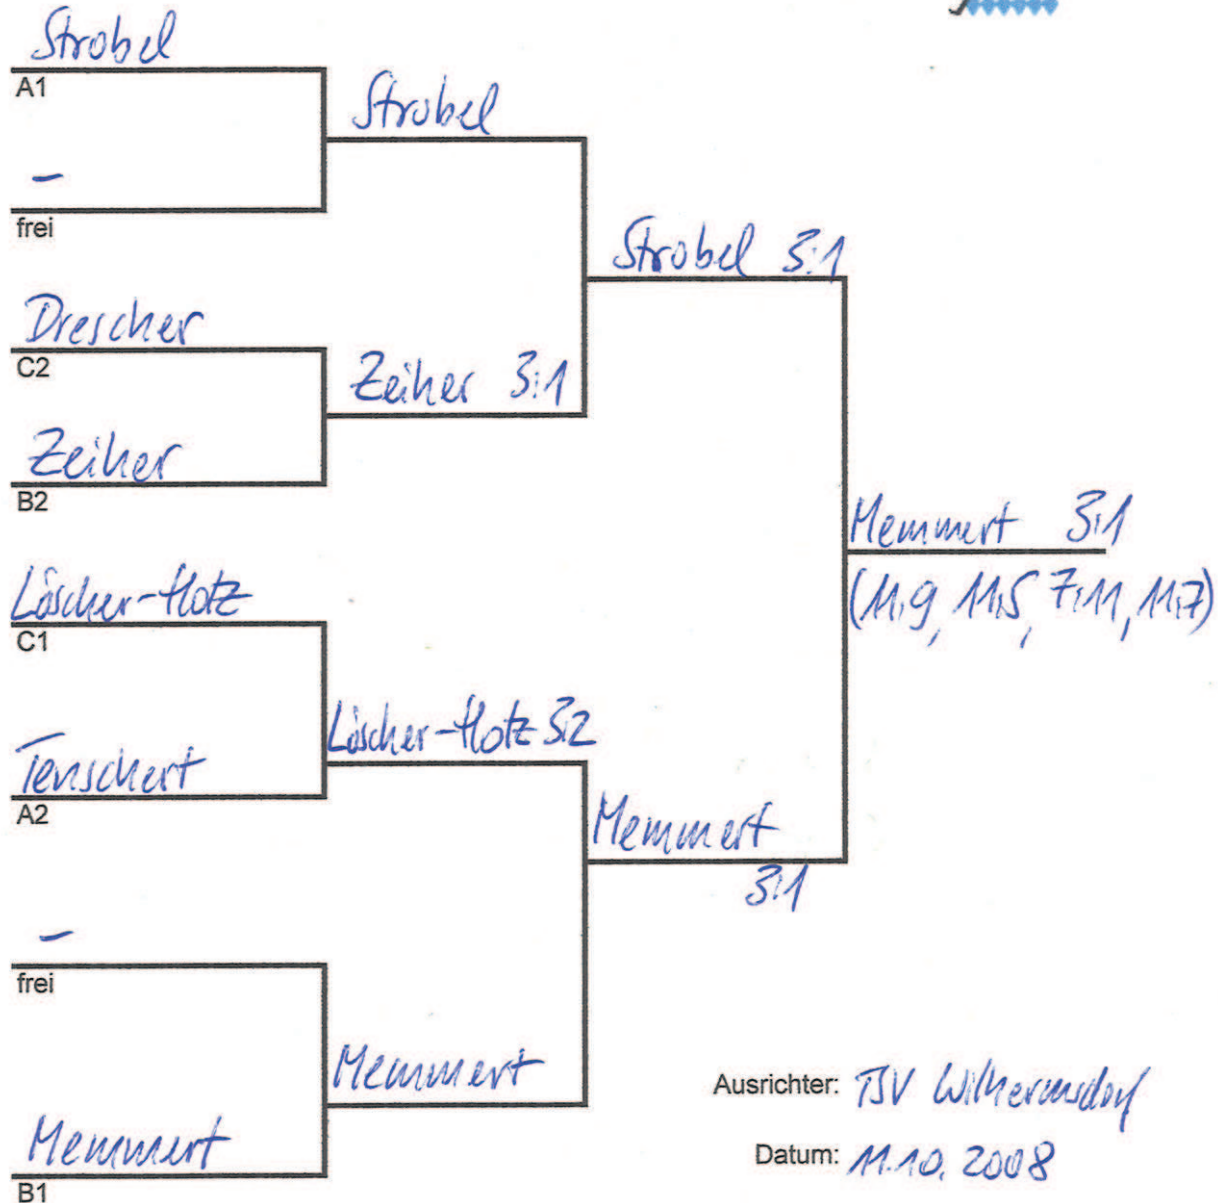 Strobel
A1
Strobel
-
frei
Strobel 3:1
Drescher
C2
Zeiher 3:1
Zeiher
B2
Memmert 3:1
(11:9, 11:5, 7:11, 11:7)
Löscher-Hotz
C1
Löscher-Hotz 3:2
Tenschert
A2
Memmert
3:1
-
frei
Memmert
Memmert
B1
Ausrichter: TSV Wilhermsdorf
Datum: 11.10.2008